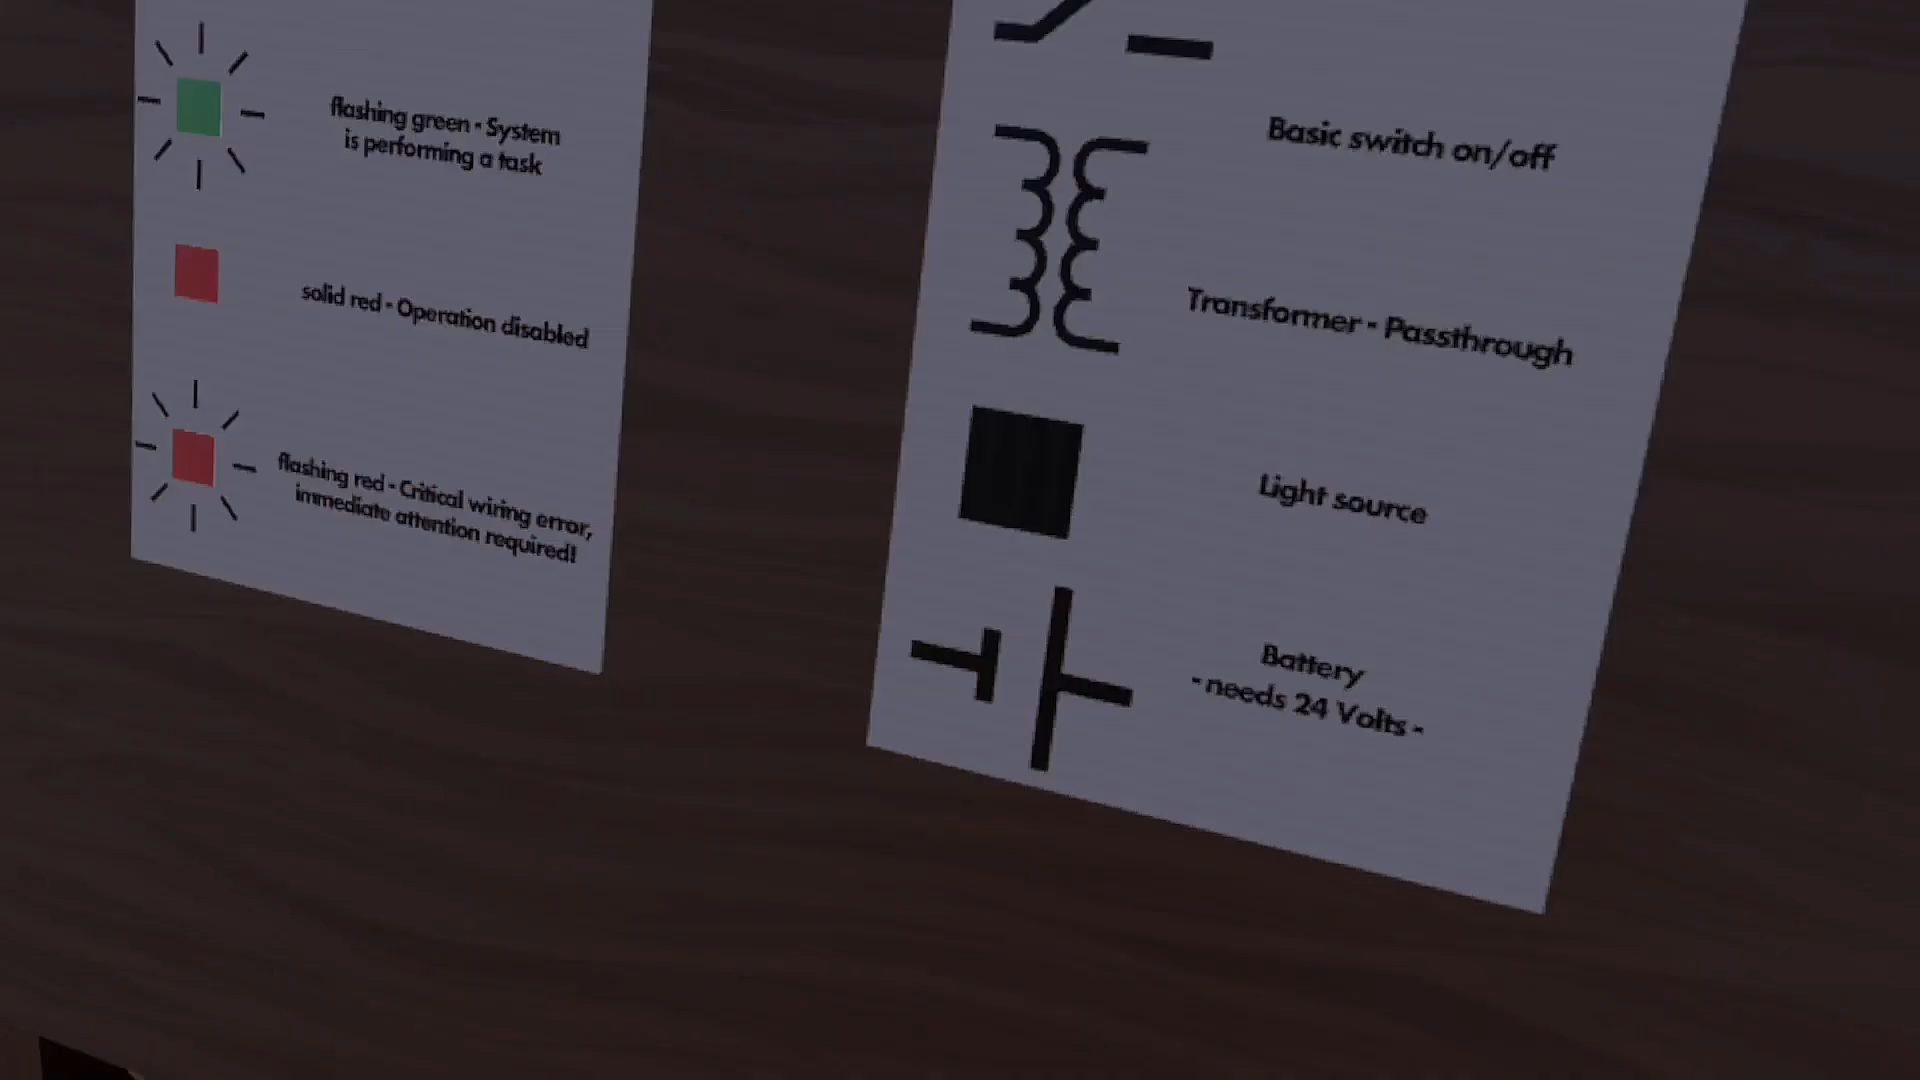 flashing green - System
is performing a task
solid red - Operation disabled
flashing red - Critical wiring error,
immediate attention required!
Basic switch on/off
Transformer - Passthrough
Light source
Battery
- needs 24 Volts -